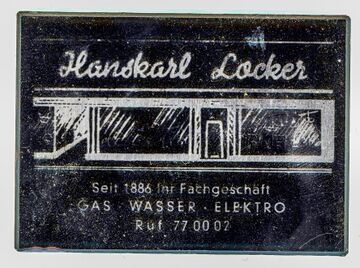 Hanskarl Locker
Seit 1886 Ihr Fachgeschäft
GAS · WASSER · ELEKTRO
Ruf 77 00 02